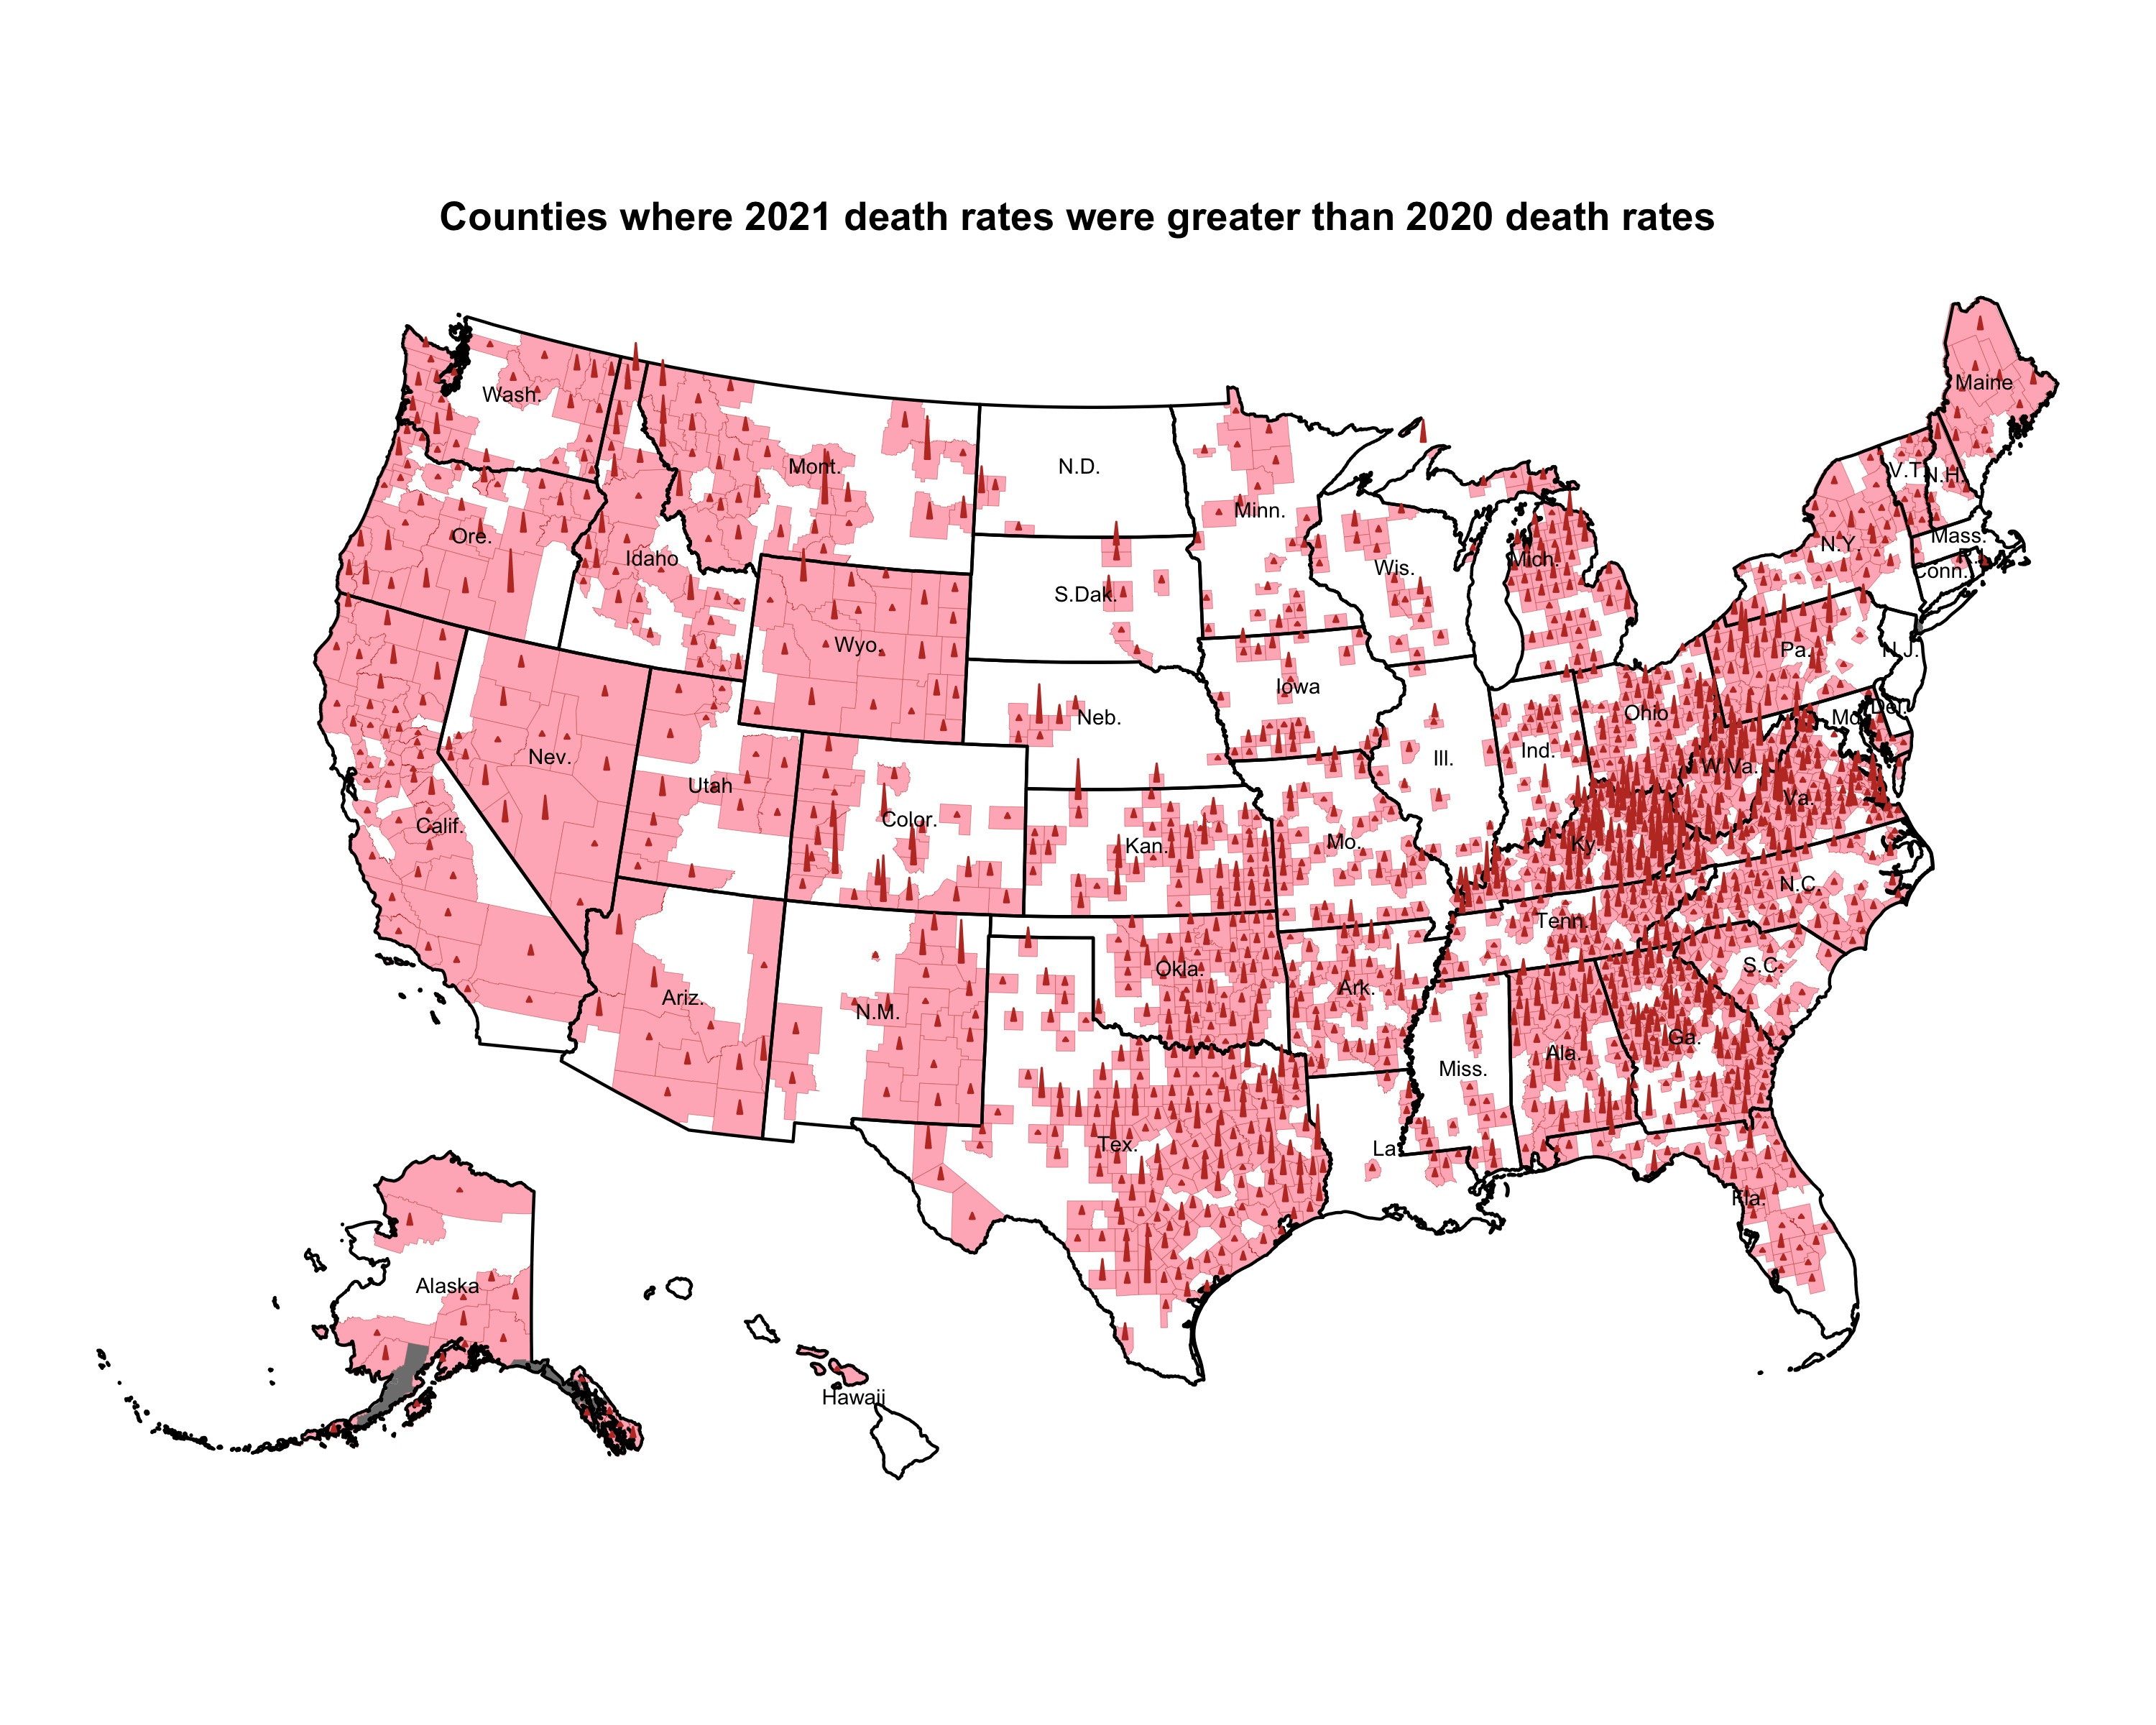 Counties where 2021 death rates were greater than 2020 death rates
Maine
Wash.
Mont.
N.D.
Minn.
V.T.
N.H.
Ore.
Idaho
S.Dak.
Wis.
Mich.
N.Y.
Mass.
R.I.
Conn.
Wyo.
Iowa
Pa.
N.J.
Neb.
Ohio
Md.
Del.
Nev.
Utah
Ill.
Ind.
W.Va.
Va.
Calif.
Color.
Kan.
Mo.
Ky.
N.C.
Tenn.
Ariz.
N.M.
Okla.
Ark.
S.C.
Miss.
Ala.
Ga.
Tex.
La.
Fla.
Alaska
Hawaii